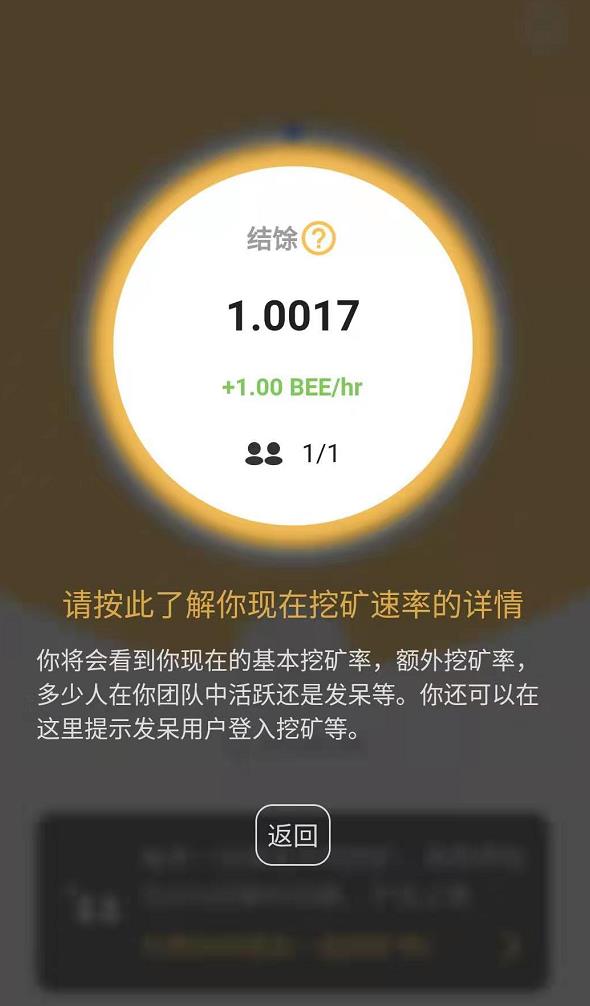 结馀?
1.0017
+1.00 BEE/hr
1/1
请按此了解你现在挖矿速率的详情
你将会看到你现在的基本挖矿率，额外挖矿率，
多少人在你团队中活跃还是发呆等。你还可以在
这里提示发呆用户登入挖矿等。
返回